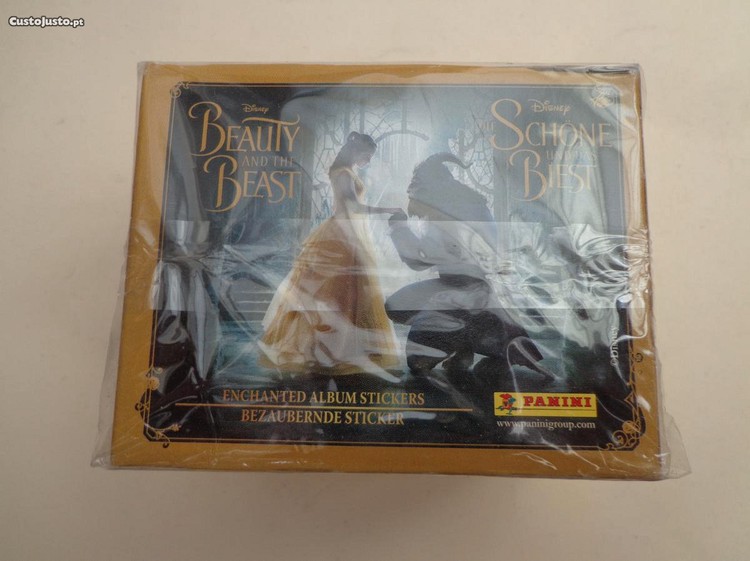 CustoJusto.pt
Disney
BEAUTY
AND THE
BEAST
Disney
SCHÖNE
BIEST
ENCHANTED ALBUM STICKERS
BEZAUBERNDE STICKER
PANINI
www.paninigroup.com